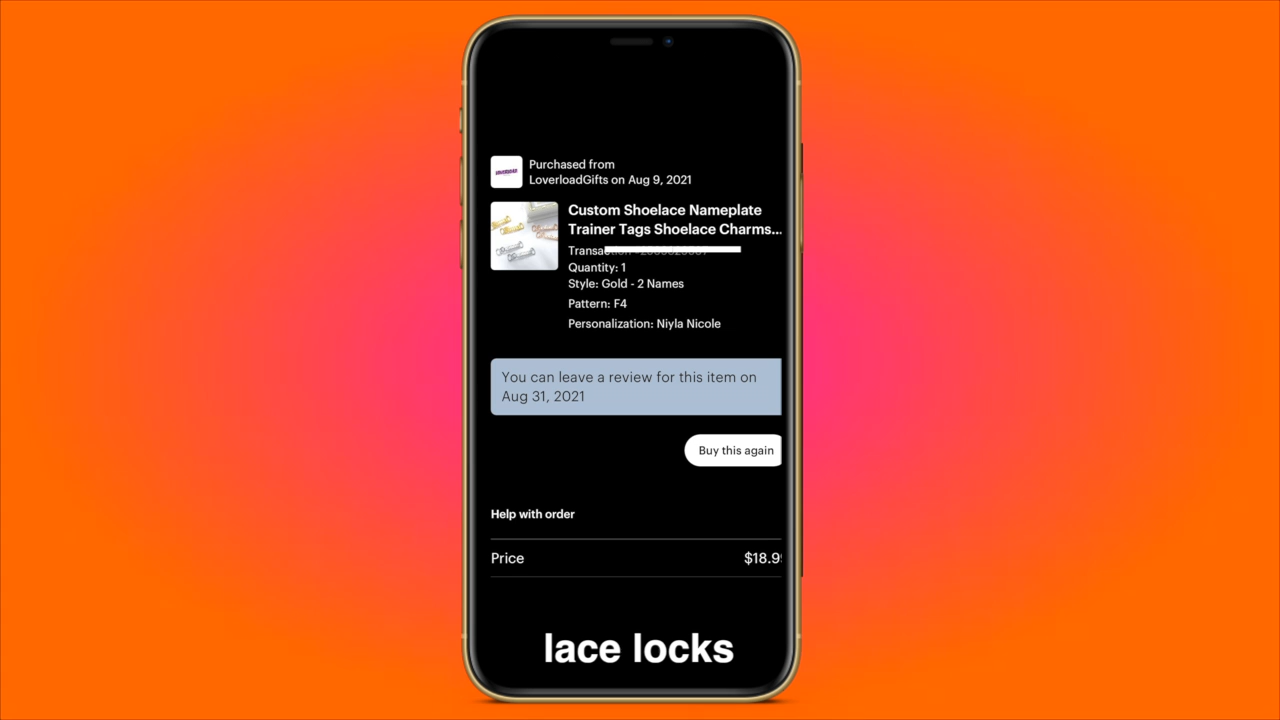 Purchased from
LoverloadGifts on Aug 9, 2021
Custom Shoelace Nameplate
Trainer Tags Shoelace Charms...
Quantity: 1
Style: Gold - 2 Names
Pattern: F4
Personalization: Niyla Nicole
You can leave a review for this item on
Aug 31, 2021
Buy this again
Help with order
Price
lace locks